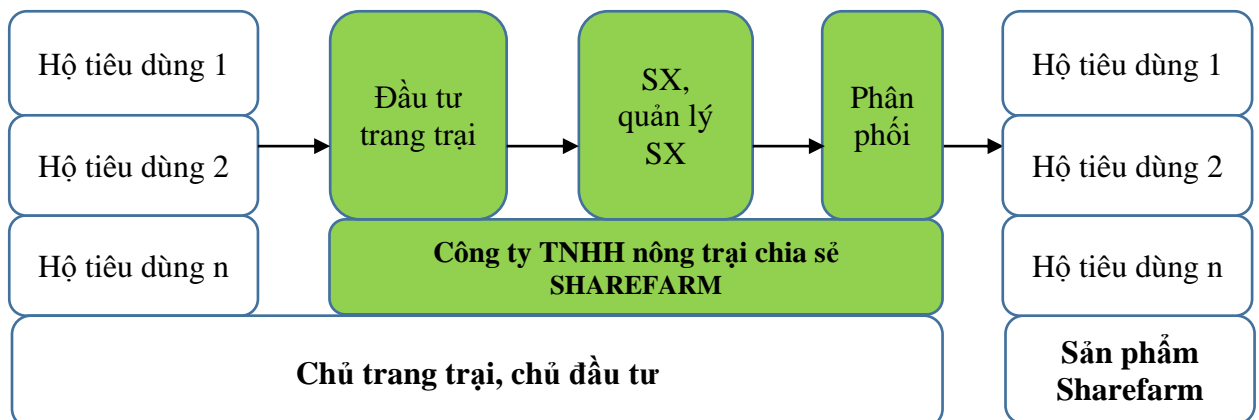 Hộ tiêu dùng 1
Hộ tiêu dùng 2
Hộ tiêu dùng n
Đầu tư
trang trại
SX,
quản lý
SX
Phân
phối
Hộ tiêu dùng 1
Hộ tiêu dùng 2
Hộ tiêu dùng n
Công ty TNHH nông trại chia sẻ
SHAREFARM
Chủ trang trại, chủ đầu tư
Sản phẩm
Sharefarm